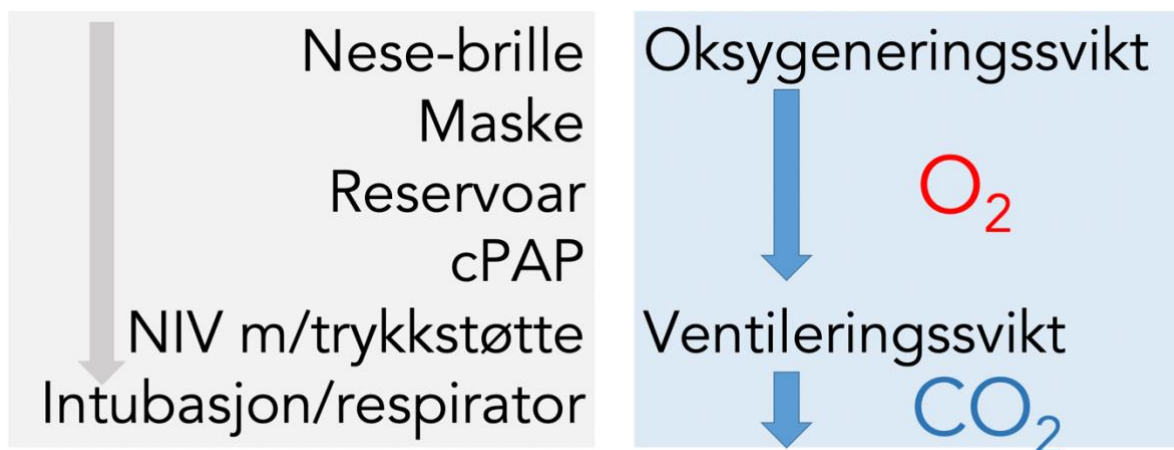 Nese-brille
Maske
Reservoar
cPAP
NIV m/trykkstøtte
Intubasjon/respirator
Oksygeneringssvikt
O₂
Ventileringssvikt
CO₂